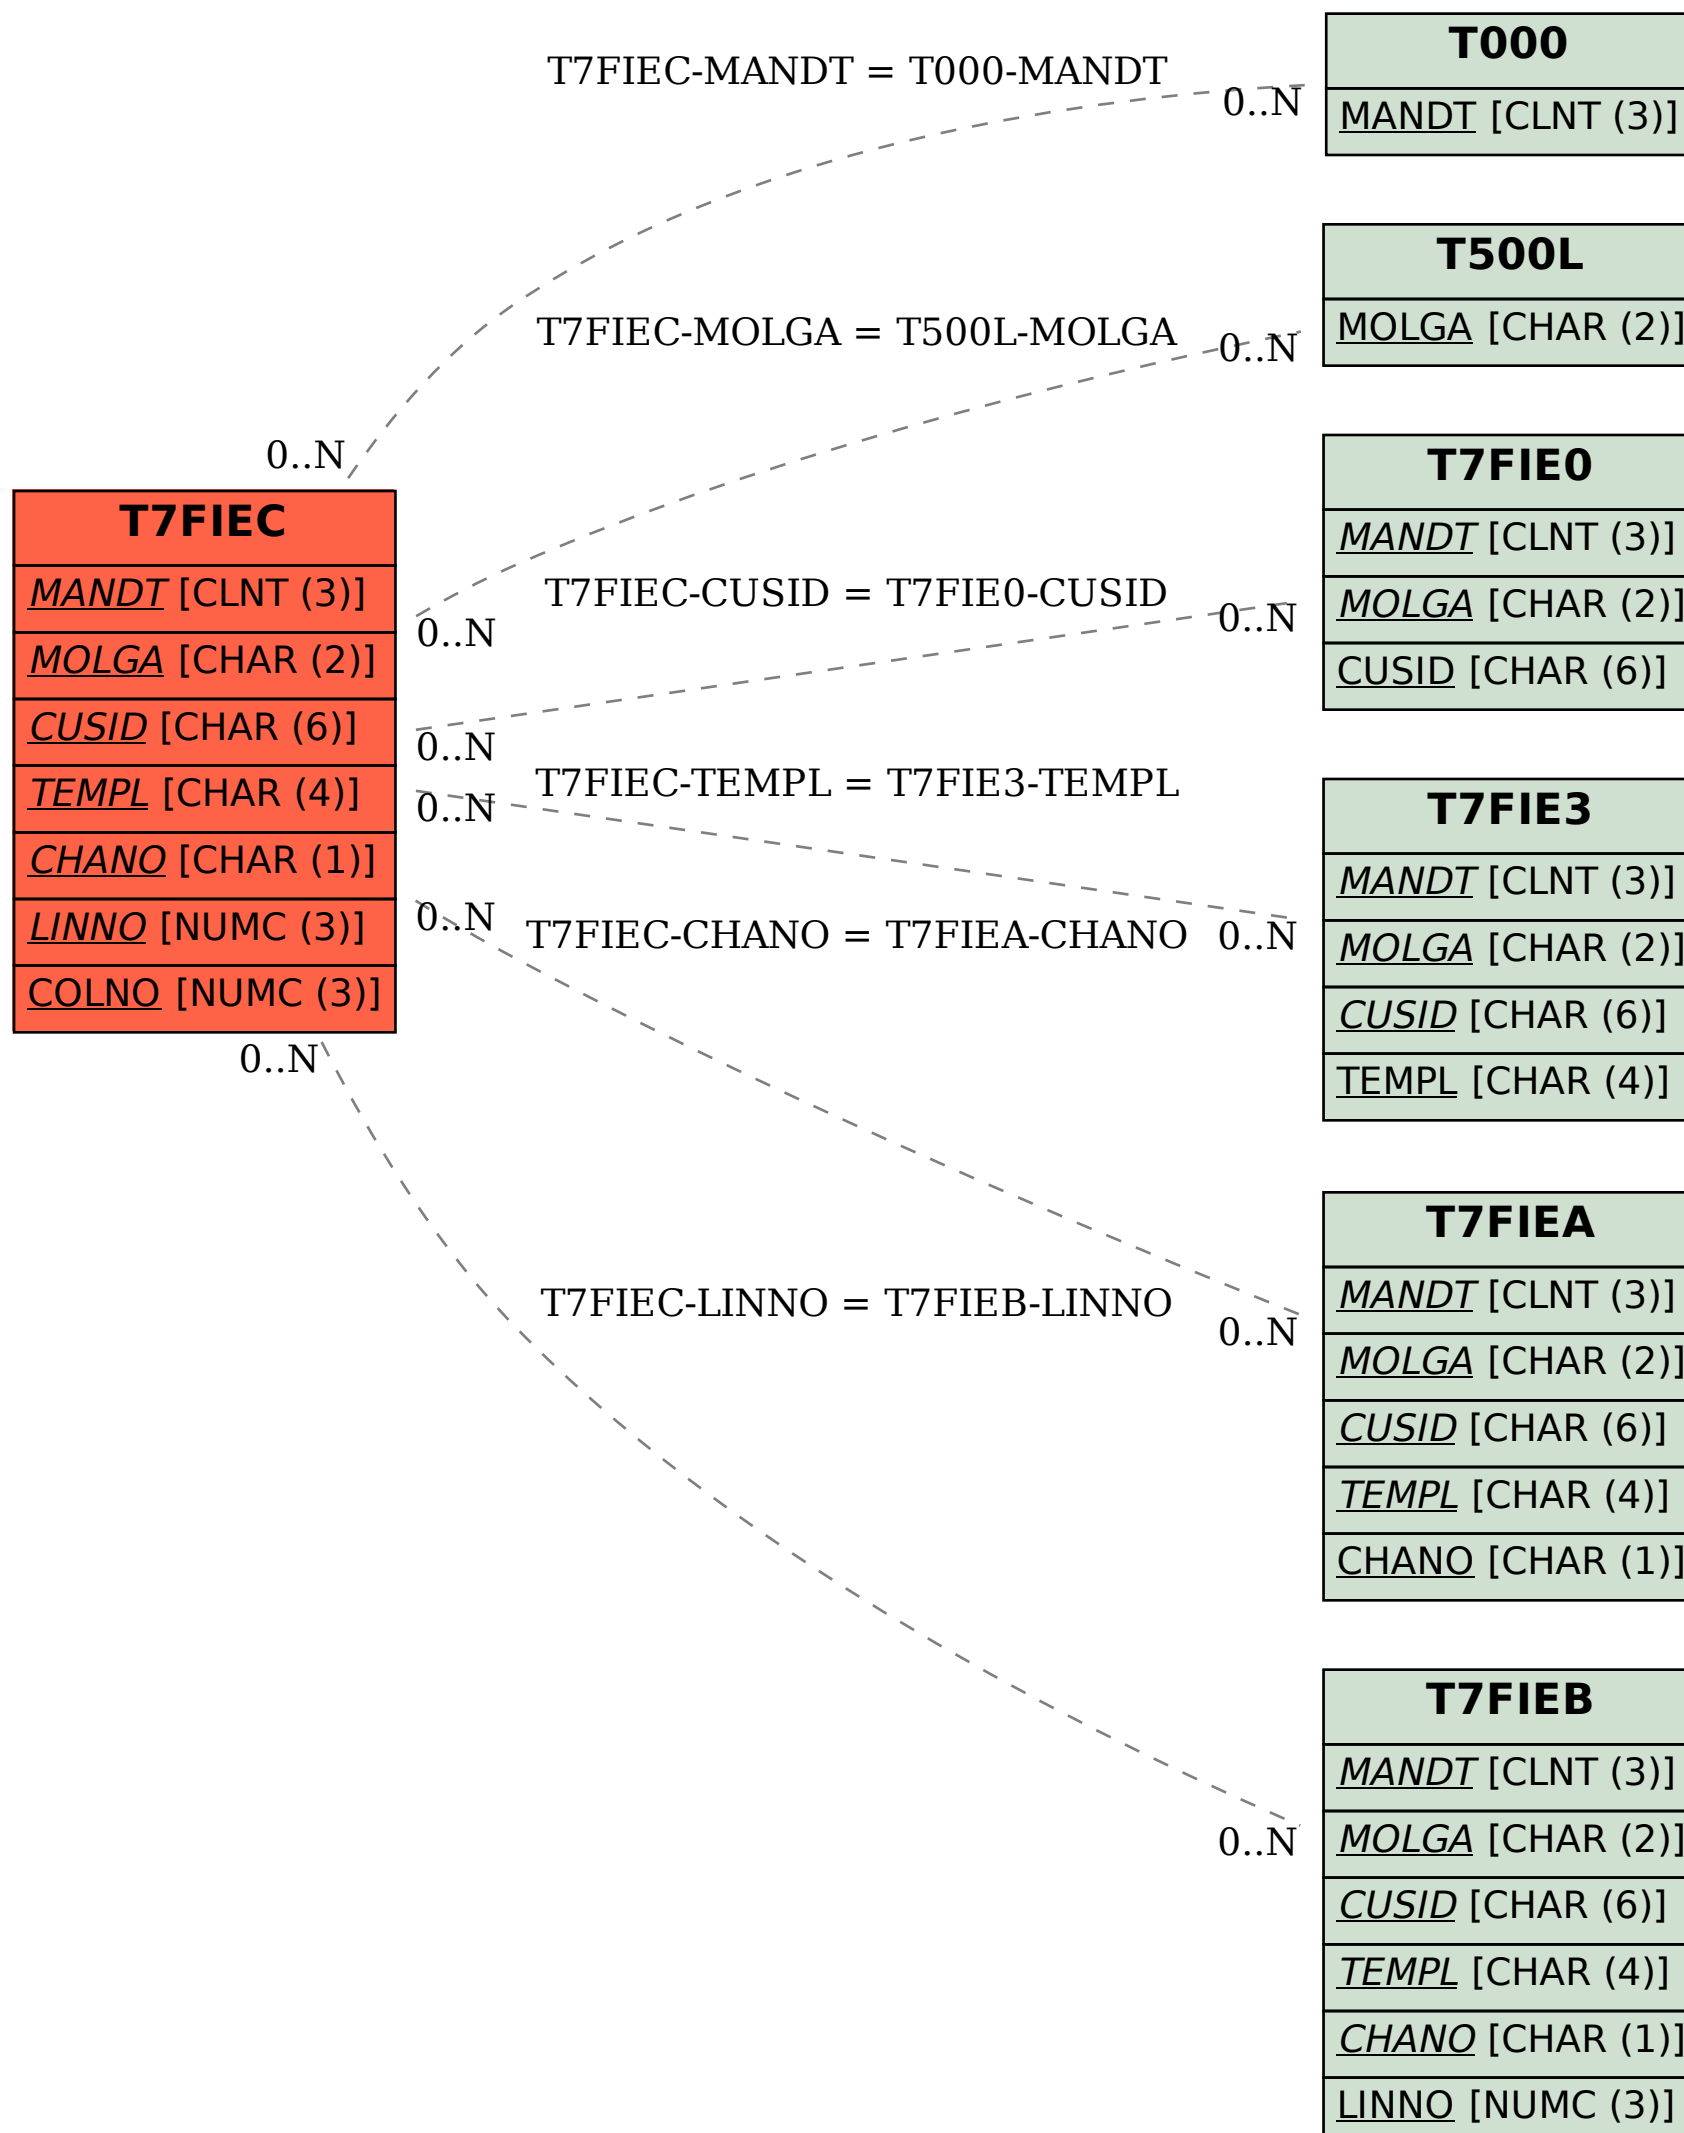 T7FIEC-MANDT = T000-MANDT
0..N
0..N
T000
MANDT [CLNT (3)]
T7FIEC-MOLGA = T500L-MOLGA
0..N
0..N
T500L
MOLGA [CHAR (2)]
T7FIEC
MANDT [CLNT (3)]
MOLGA [CHAR (2)]
CUSID [CHAR (6)]
TEMPL [CHAR (4)]
CHANO [CHAR (1)]
LINNO [NUMC (3)]
COLNO [NUMC (3)]
T7FIEC-CUSID = T7FIE0-CUSID
0..N
0..N
T7FIE0
MANDT [CLNT (3)]
MOLGA [CHAR (2)]
CUSID [CHAR (6)]
T7FIEC-TEMPL = T7FIE3-TEMPL
0..N
0..N
T7FIE3
MANDT [CLNT (3)]
MOLGA [CHAR (2)]
CUSID [CHAR (6)]
TEMPL [CHAR (4)]
T7FIEC-CHANO = T7FIEA-CHANO
0..N
0..N
T7FIEA
MANDT [CLNT (3)]
MOLGA [CHAR (2)]
CUSID [CHAR (6)]
TEMPL [CHAR (4)]
CHANO [CHAR (1)]
T7FIEC-LINNO = T7FIEB-LINNO
0..N
0..N
T7FIEB
MANDT [CLNT (3)]
MOLGA [CHAR (2)]
CUSID [CHAR (6)]
TEMPL [CHAR (4)]
CHANO [CHAR (1)]
LINNO [NUMC (3)]